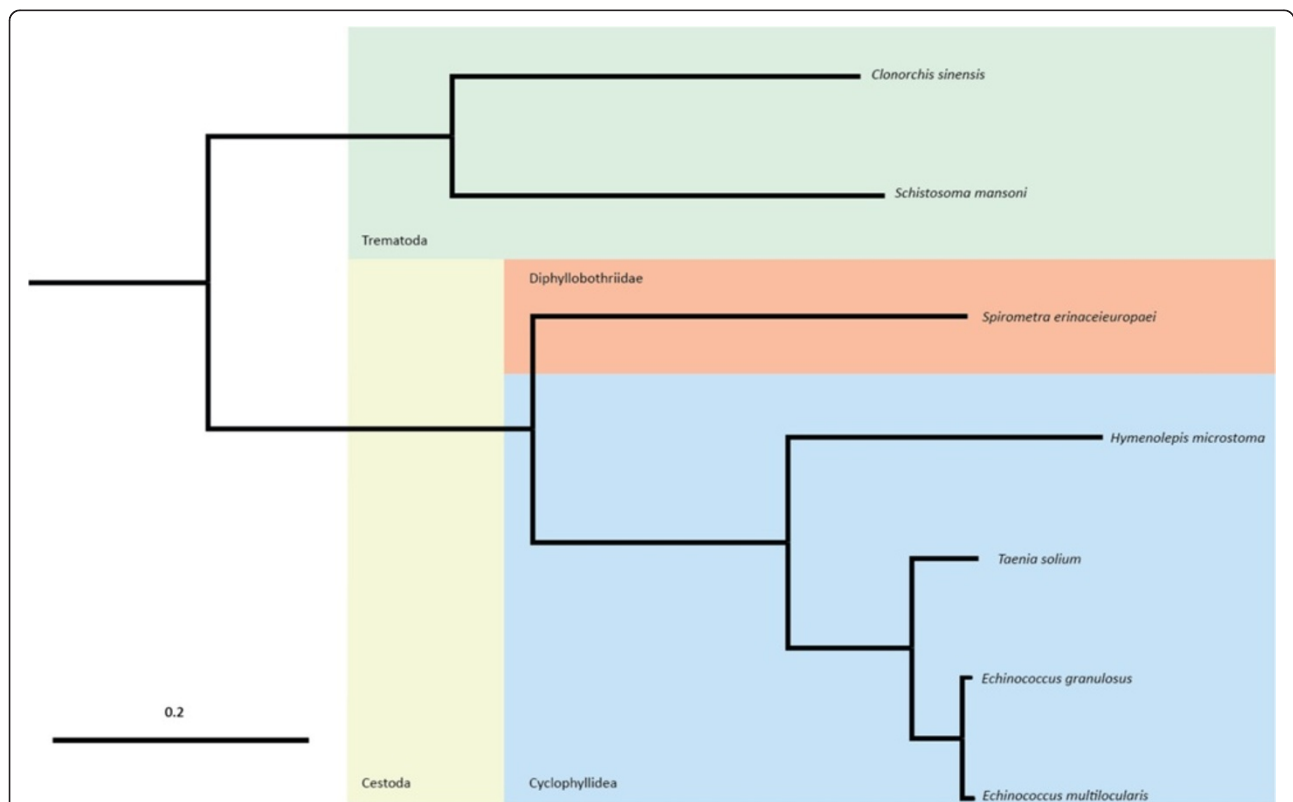 Clonorchis sinensis
Schistosoma mansoni
Trematoda
Diphyllobothriidae
Spirometra erinaceieuropaei
Hymenolepis microstoma
Taenia solium
Echinococcus granulosus
0.2
Cestoda
Cyclophyllidea
Echinococcus multilocularis